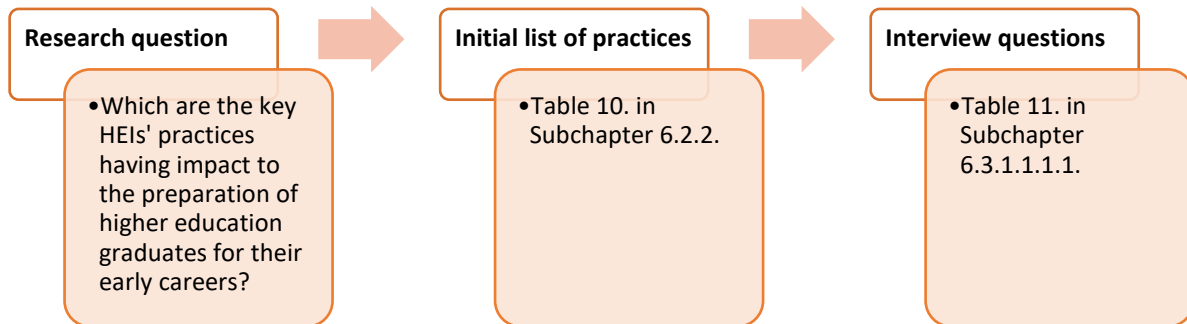 Research question
•Which are the key
HEIs' practices
having impact to
the preparation of
higher education
graduates for their
early careers?
Initial list of practices
•Table 10. in
Subchapter 6.2.2.
Interview questions
•Table 11. in
Subchapter
6.3.1.1.1.1.